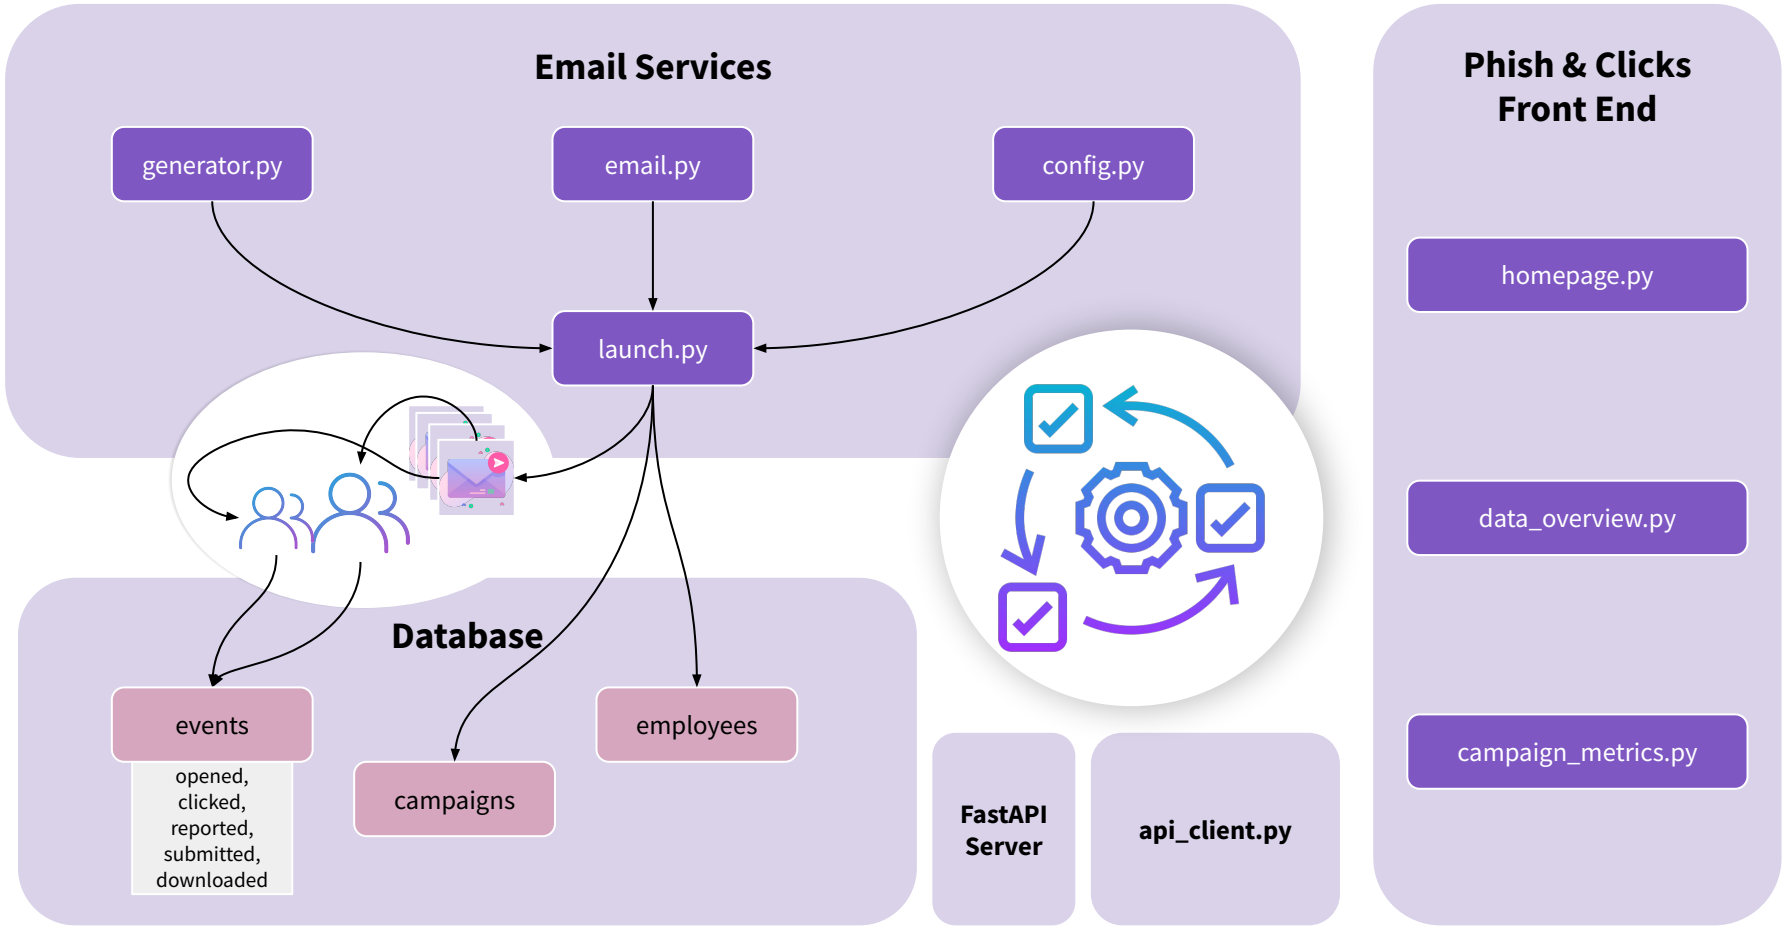 Email Services
generator.py
email.py
config.py
launch.py
Database
events
opened,
clicked,
reported,
submitted,
downloaded
campaigns
employees
FastAPI
Server
api_client.py
Phish & Clicks
Front End
homepage.py
data_overview.py
campaign_metrics.py